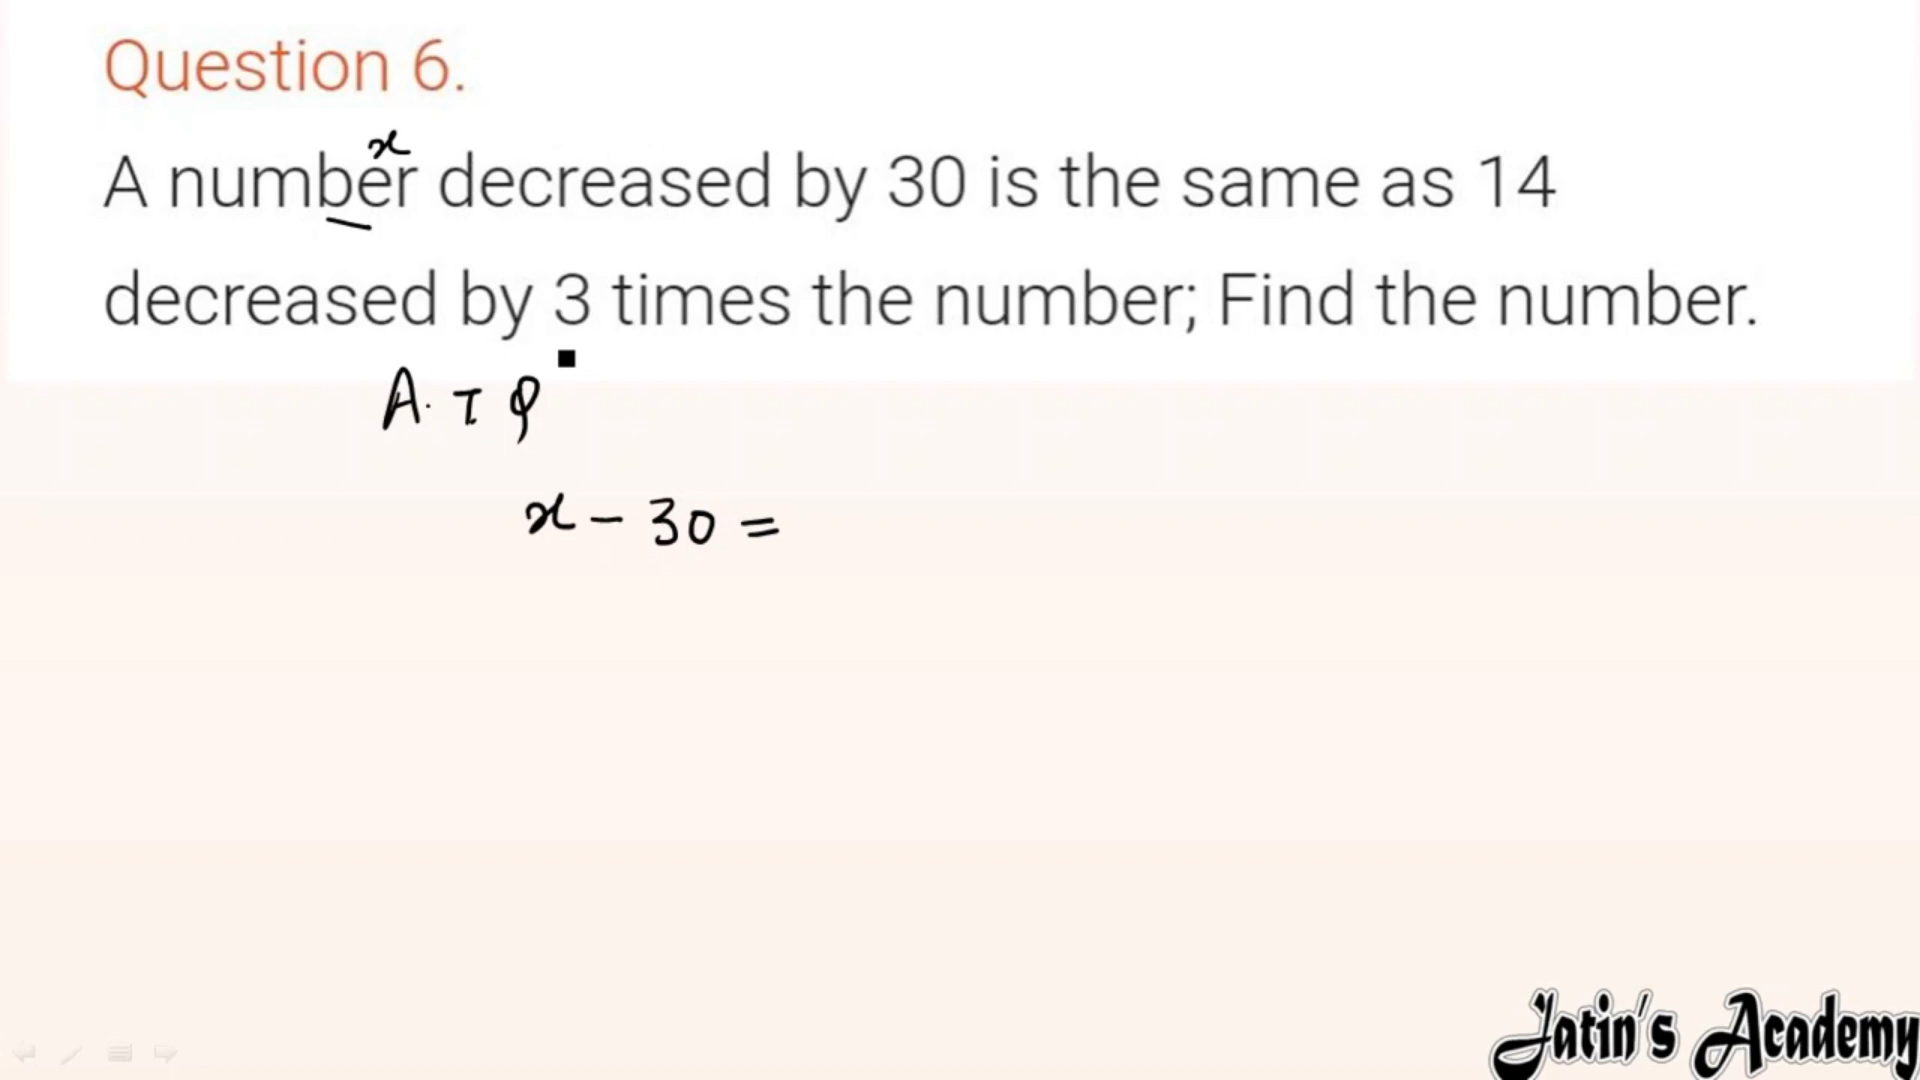 Question 6.
x
A number decreased by 30 is the same as 14
decreased by 3 times the number; Find the number.
A. T Q
x - 30 =
Jatin's Academy